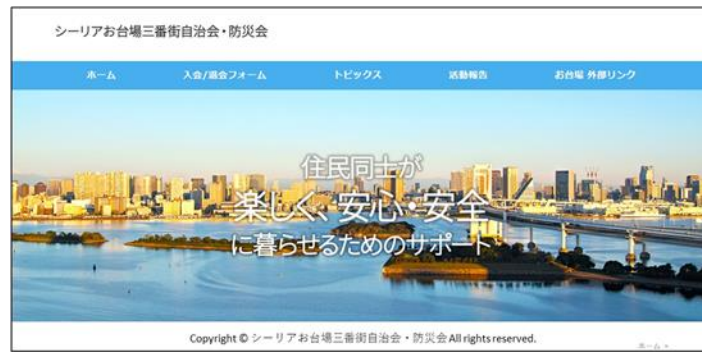 シーリアお台場三番街自治会・防災会
ホーム 入会/退会フォーム トピックス 活動報告 お台場 外部リンク
住民同士が
楽しく、安心・安全
に暮らせるためのサポート
Copyright © シーリアお台場三番街自治会・防災会 All rights reserved.
ホーム